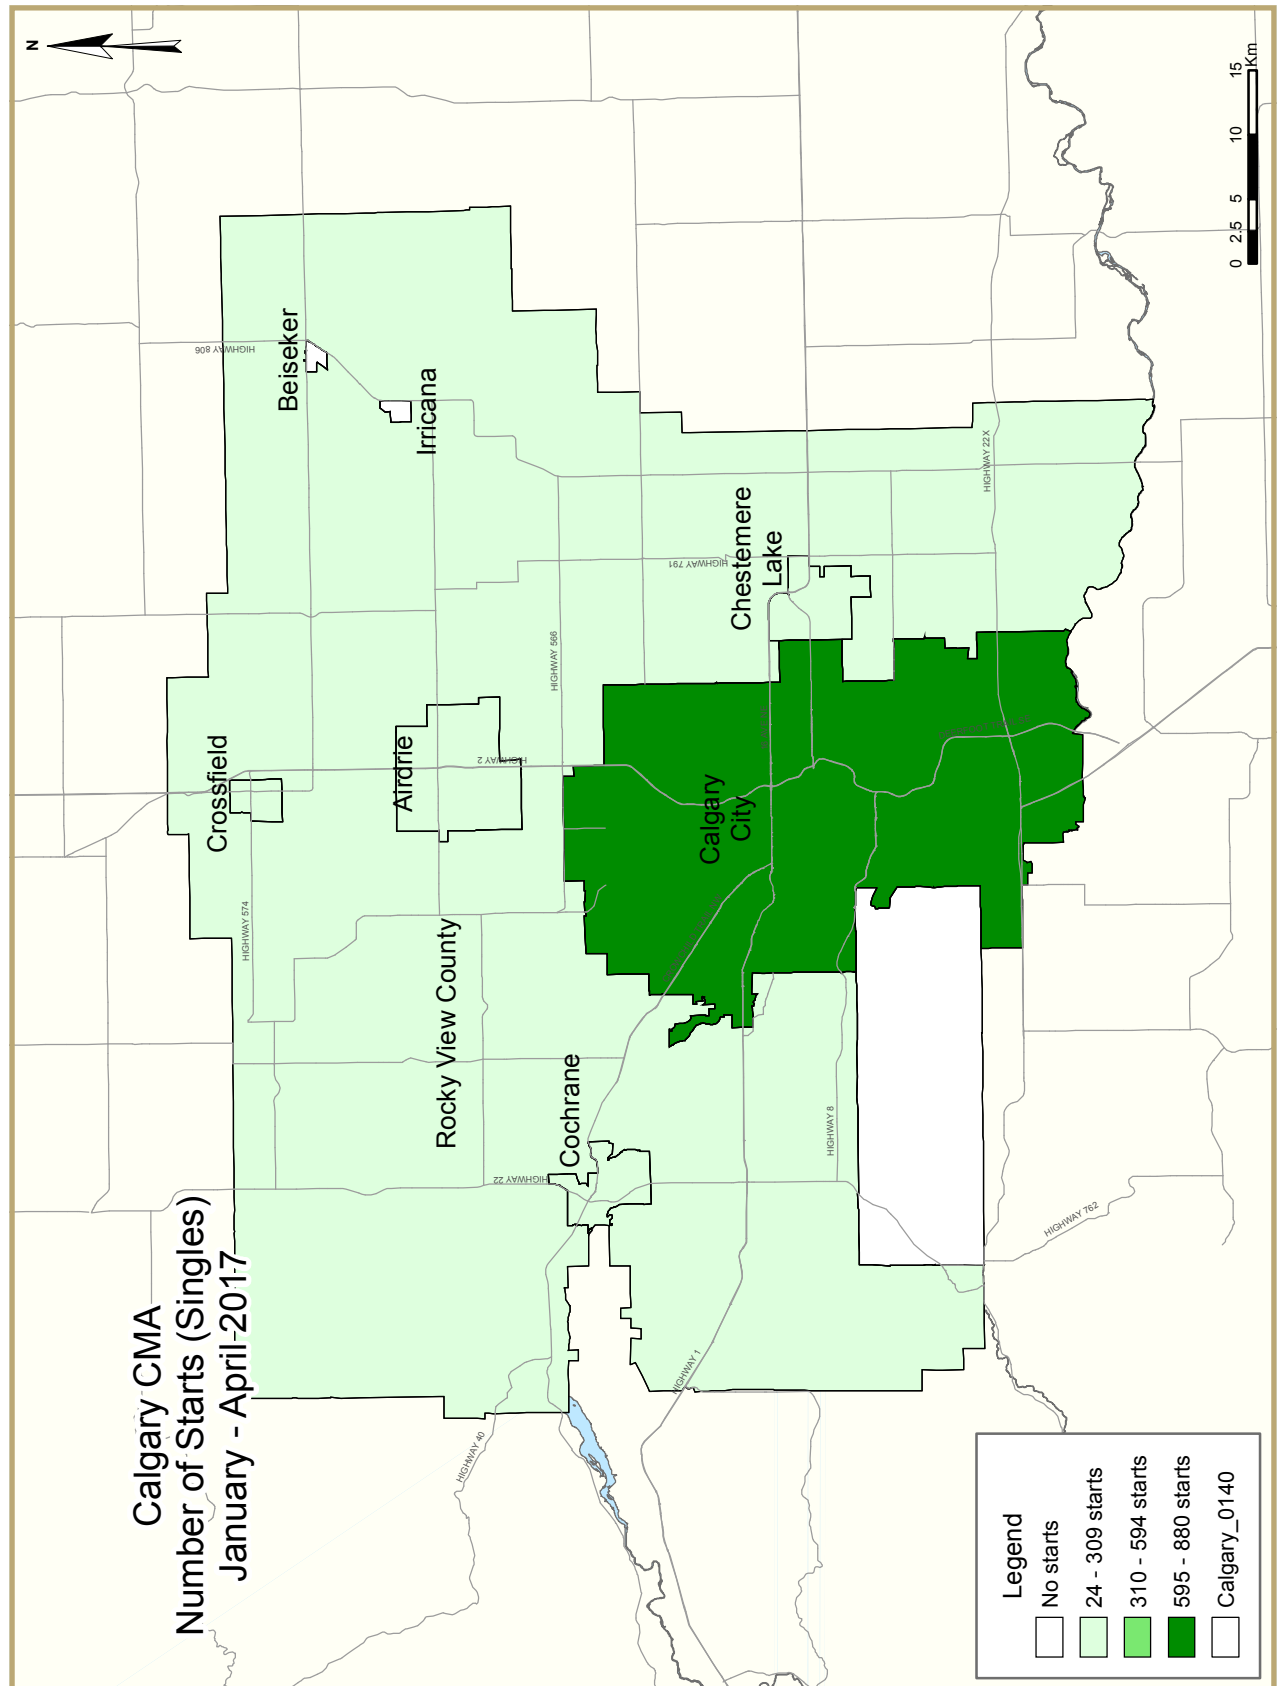 Calgary CMA
Number of Starts (Singles)
January - April 2017
N
HIGHWAY 806
Beiseker
Irricana
Crossfield
Airdrie
HIGHWAY 574
HIGHWAY 2
HIGHWAY 566
HIGHWAY 791
Chestemere
Lake
HIGHWAY 22X
Calgary
City
Rocky View County
Cochrane
HIGHWAY 22
HIGHWAY 8
HIGHWAY 762
HIGHWAY 1
HIGHWAY 40
Legend
No starts
24 - 309 starts
310 - 594 starts
595 - 880 starts
Calgary_0140
0 2.5 5 10 15
Km